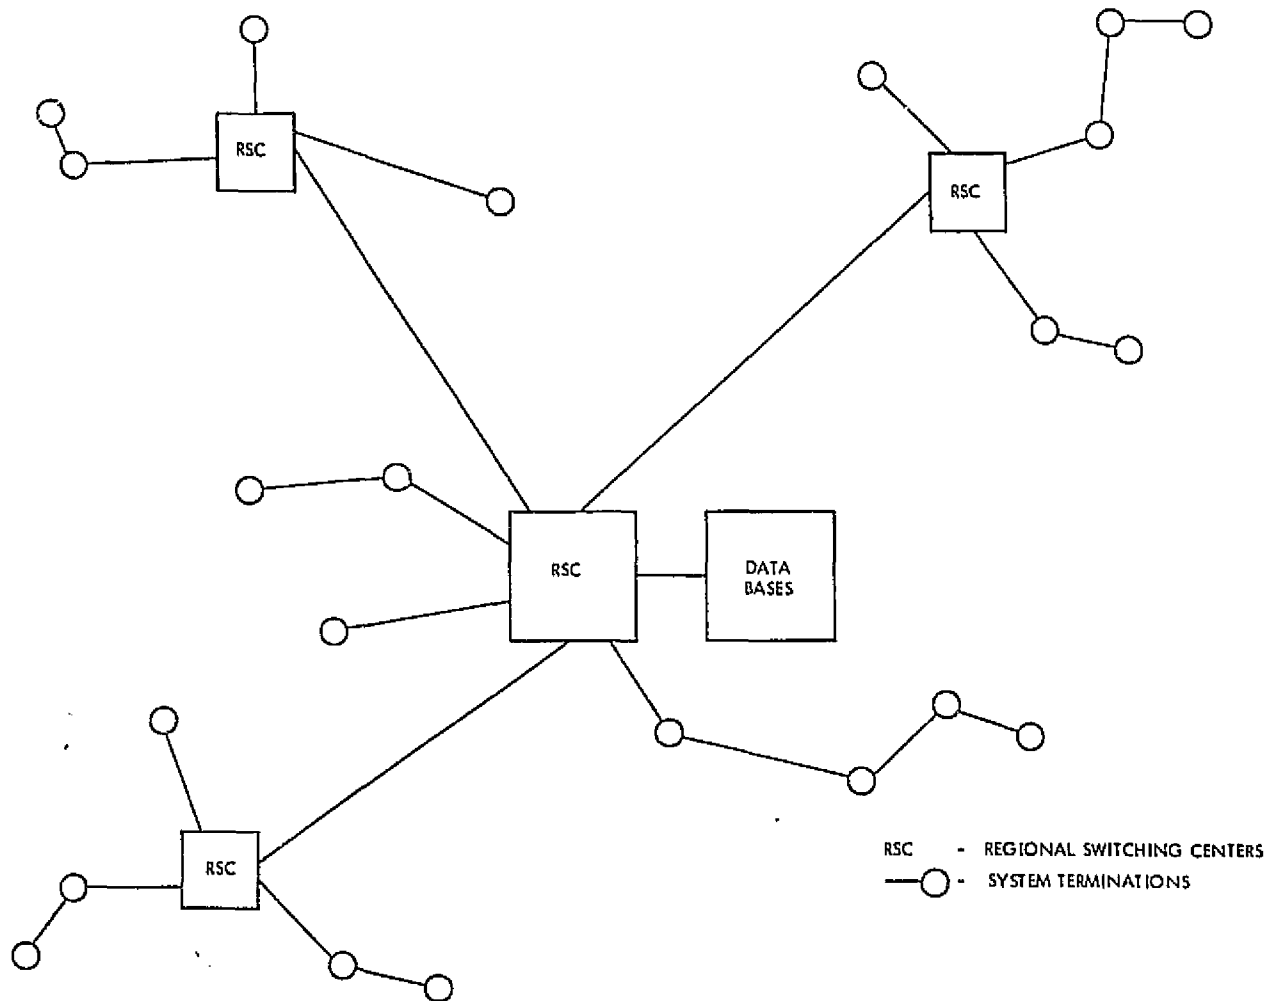 RSC
RSC
RSC
DATA
BASES
RSC
RSC - REGIONAL SWITCHING CENTERS
- SYSTEM TERMINATIONS